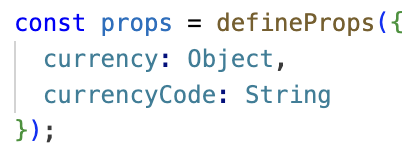 const props = defineProps({
  currency: Object,
  currencyCode: String
});